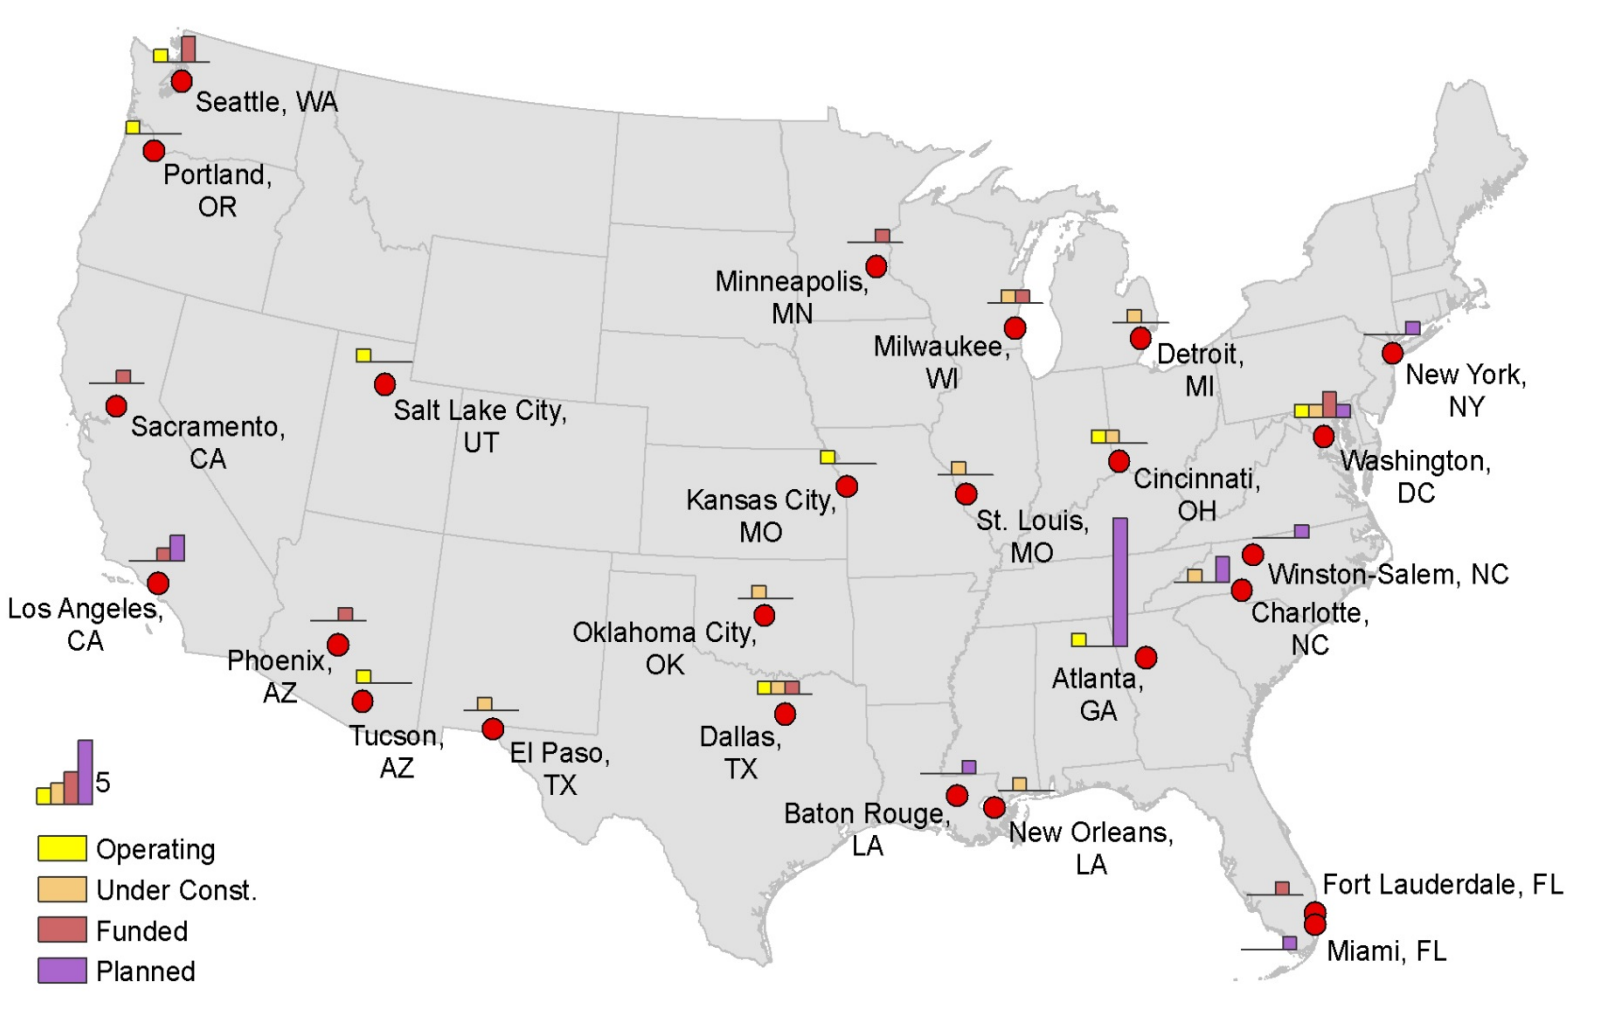 Seattle, WA
Portland,
OR
Minneapolis,
MN
Milwaukee,
WI
Detroit,
MI
New York,
NY
Sacramento,
CA
Salt Lake City,
UT
Washington,
DC
Cincinnati,
OH
Kansas City,
MO
St. Louis,
MO
Winston-Salem, NC
Charlotte,
NC
Los Angeles,
CA
Oklahoma City,
OK
Phoenix,
AZ
Atlanta,
GA
Tucson,
AZ
El Paso,
TX
Dallas,
TX
Baton Rouge,
LA
New Orleans,
LA
Fort Lauderdale, FL
Miami, FL
5
Operating
Under Const.
Funded
Planned